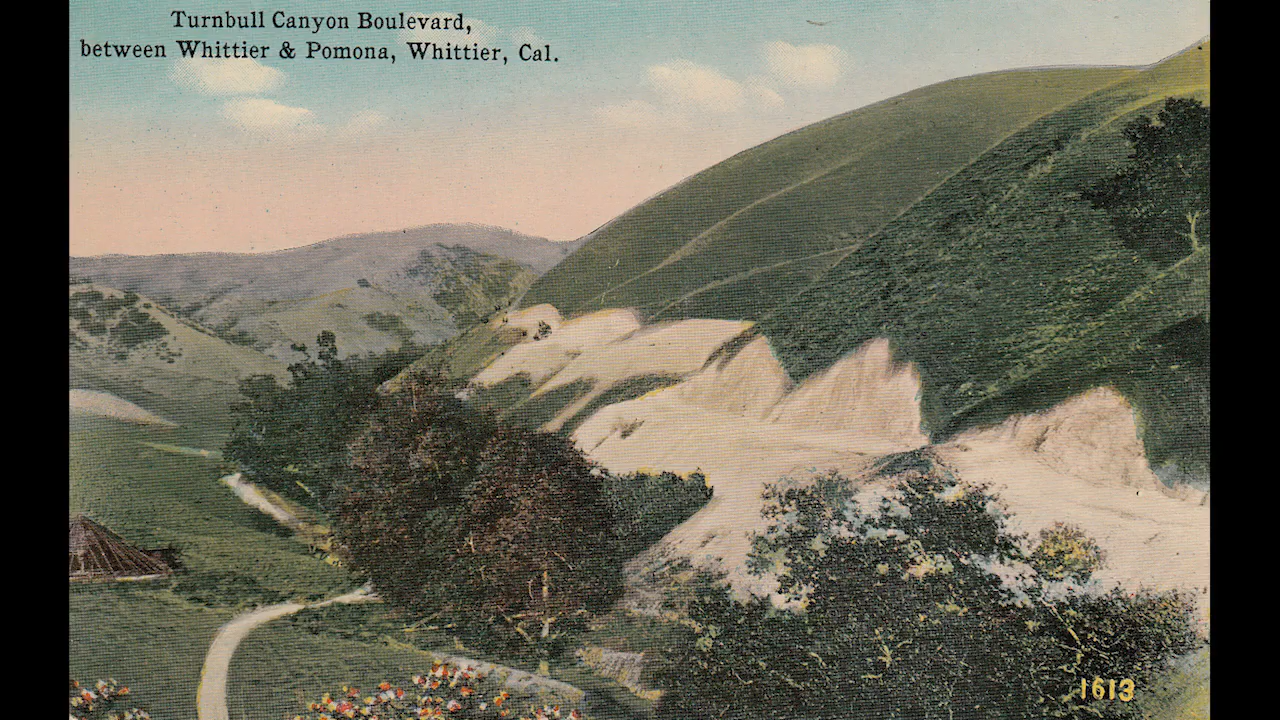 Turnbull Canyon Boulevard,
between Whittier & Pomona, Whittier, Cal.
1613